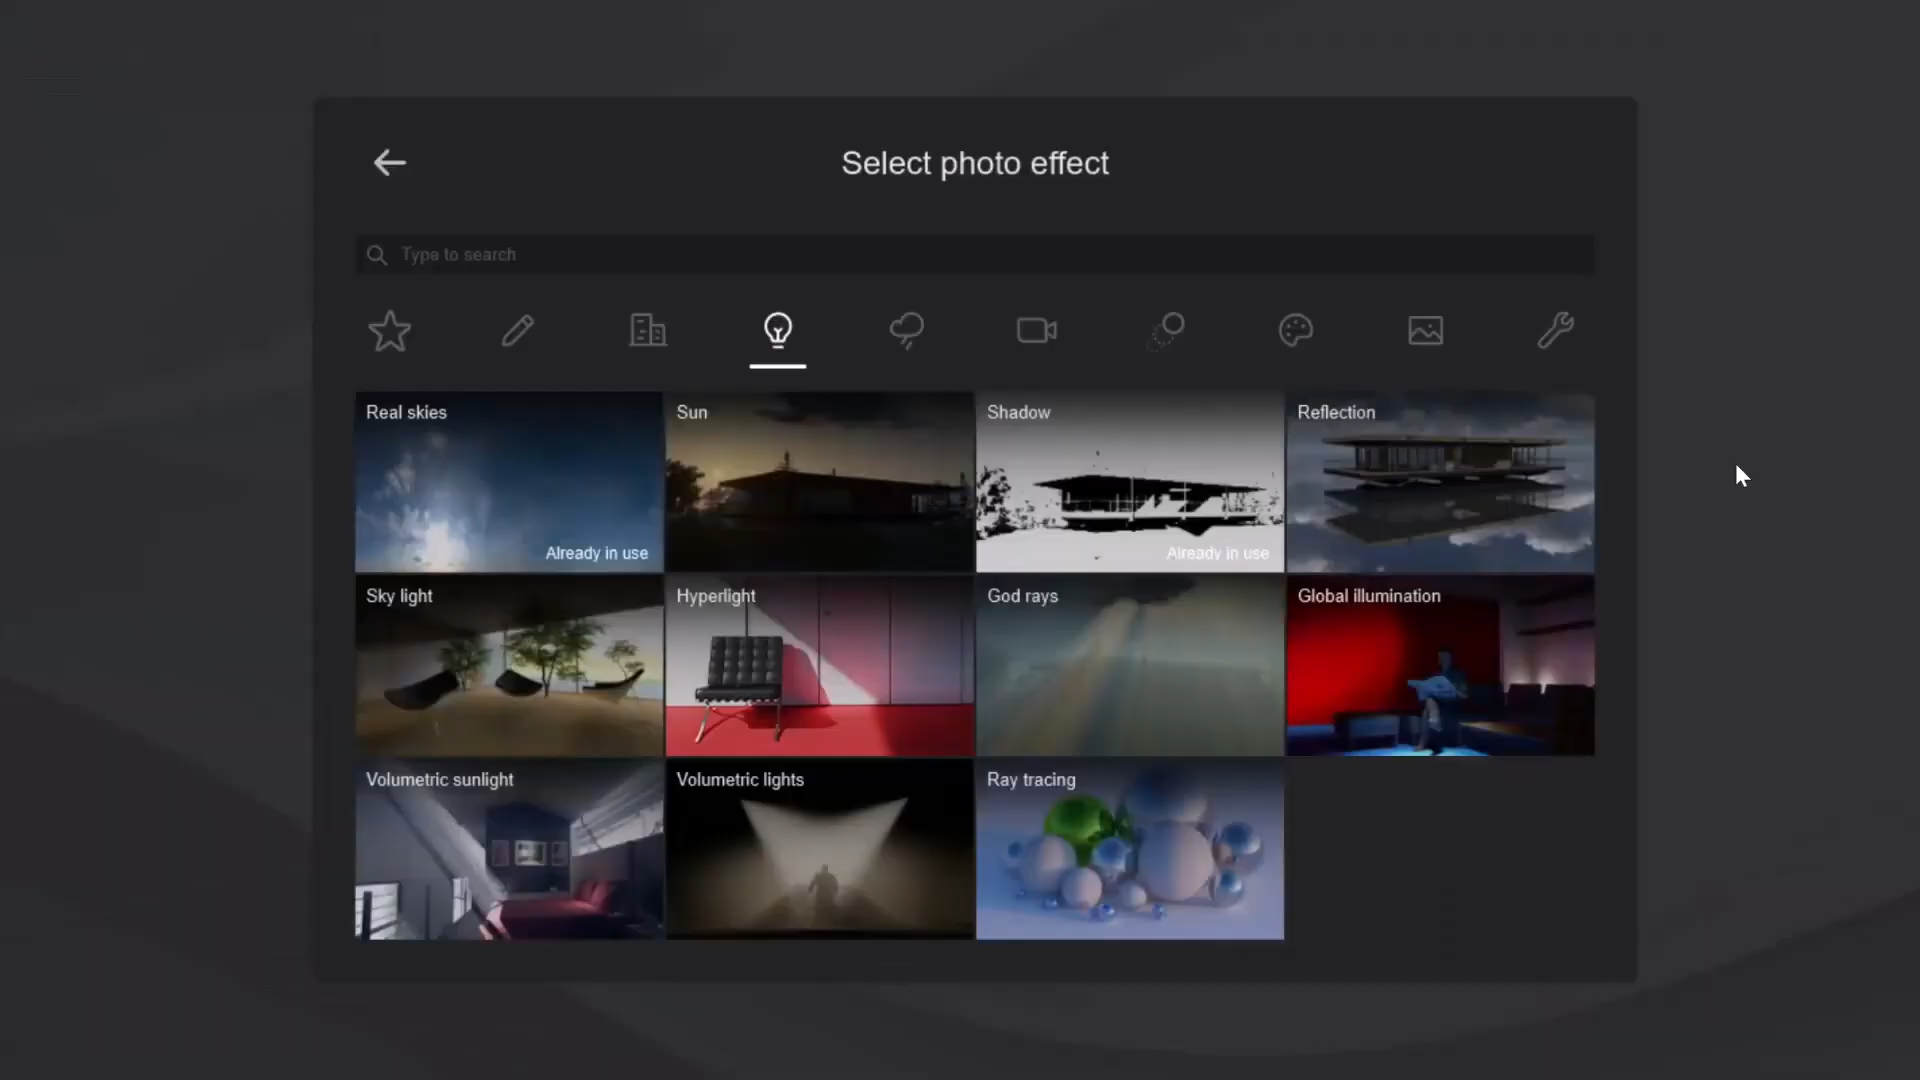 Select photo effect
Type to search
Real skies
Already in use
Sun
Shadow
Already in use
Reflection
Sky light
Hyperlight
God rays
Global illumination
Volumetric sunlight
Volumetric lights
Ray tracing